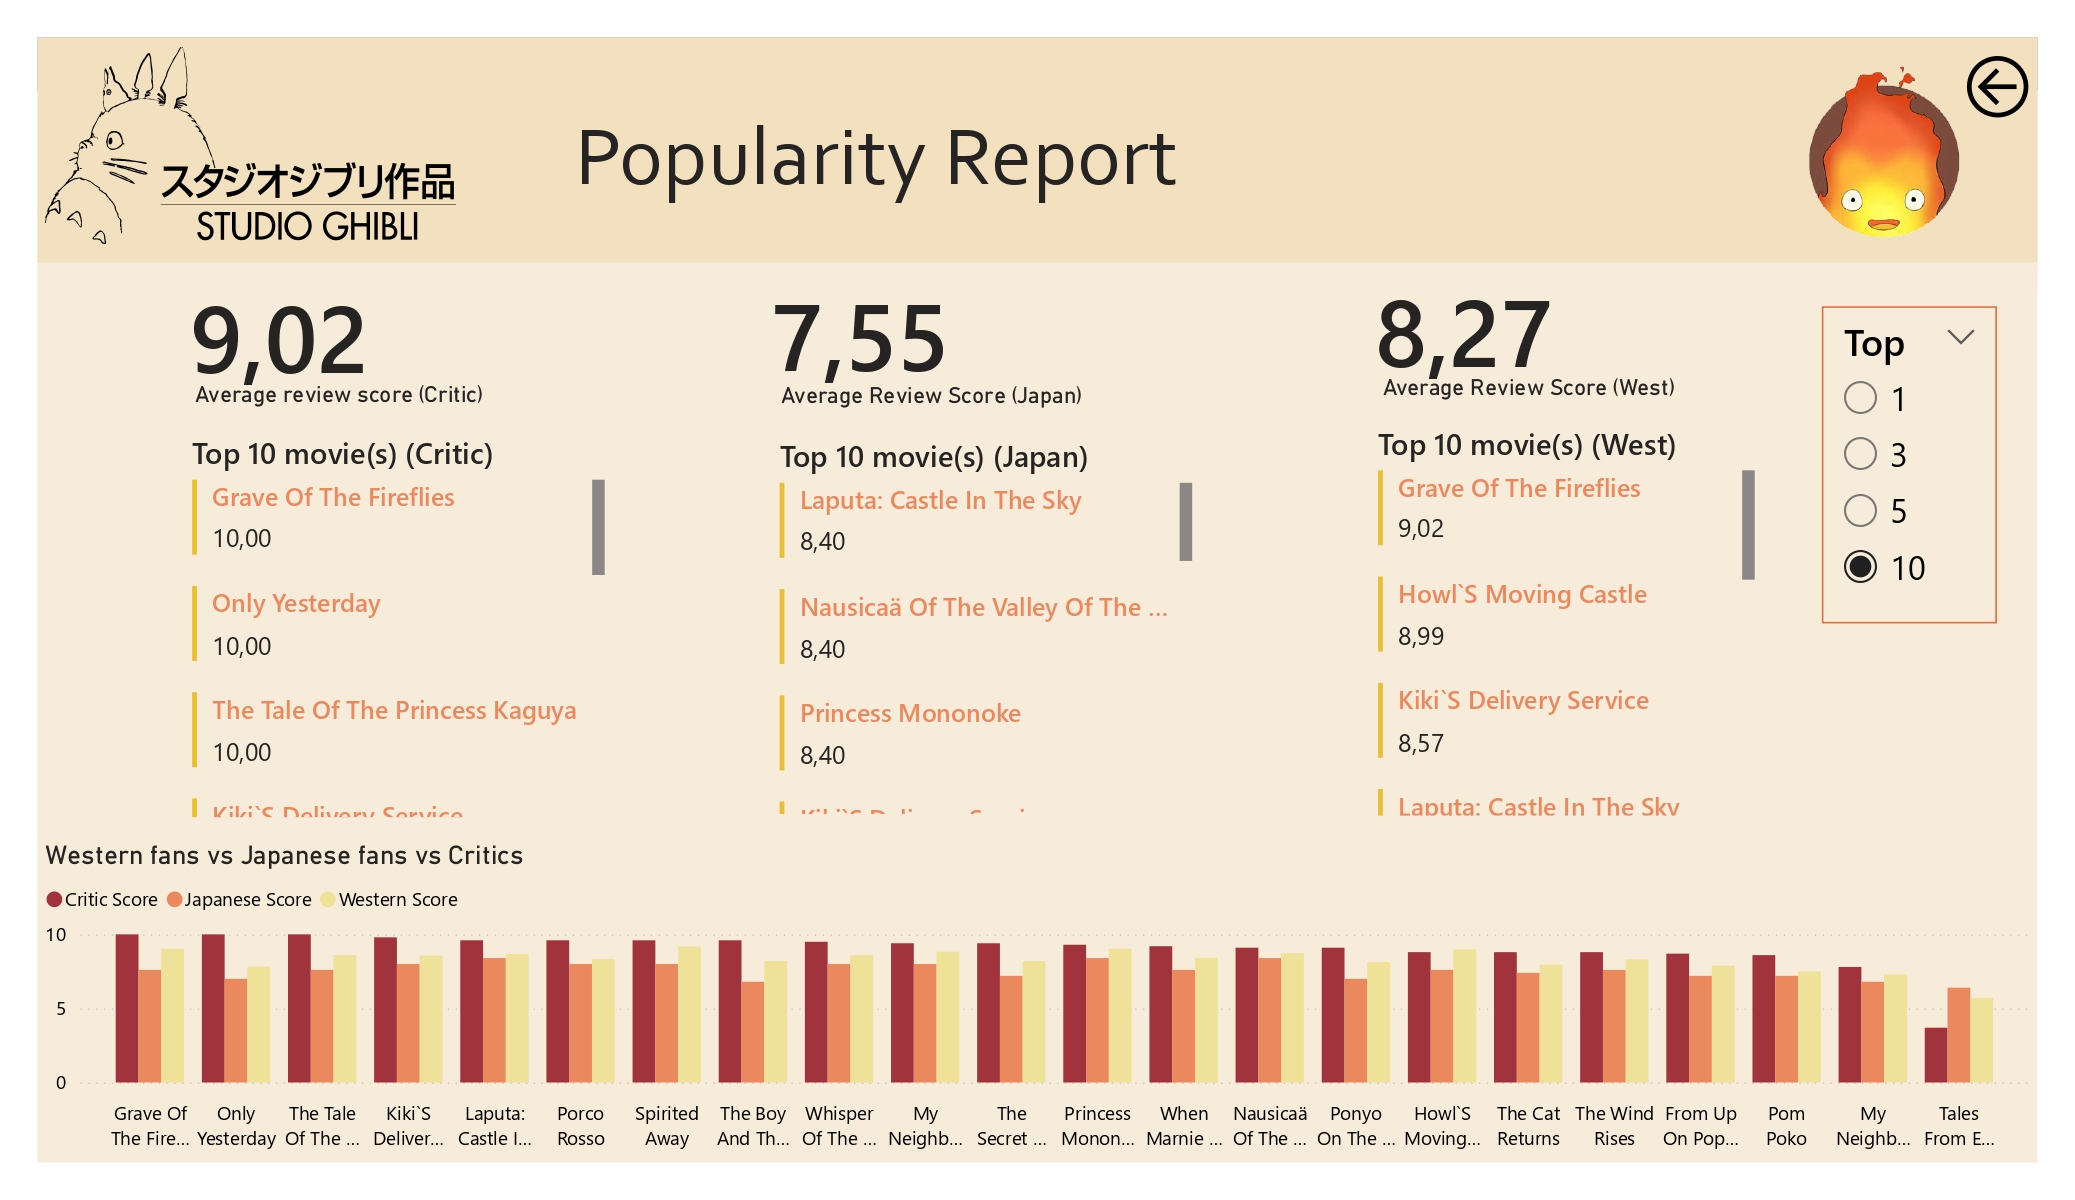 スタジオジブリ作品
STUDIO GHIBLI
Popularity Report
9,02
Average review score (Critic)
Top 10 movie(s) (Critic)
Grave Of The Fireflies
10,00
Only Yesterday
10,00
The Tale Of The Princess Kaguya
10,00
Kiki`S Delivery Service
7,55
Average Review Score (Japan)
Top 10 movie(s) (Japan)
Laputa: Castle In The Sky
8,40
Nausicaä Of The Valley Of The ...
8,40
Princess Mononoke
8,40
Kiki`S Delivery Service
8,27
Average Review Score (West)
Top 10 movie(s) (West)
Grave Of The Fireflies
9,02
Howl`S Moving Castle
8,99
Kiki`S Delivery Service
8,57
Laputa: Castle In The Sky
Top
1
3
5
10
Western fans vs Japanese fans vs Critics
Critic Score Japanese Score Western Score
10
5
0
Grave Of
The Fire...
Only
Yesterday
The Tale
Of The ...
Kiki`S
Deliver...
Laputa:
Castle I...
Porco
Rosso
Spirited
Away
The Boy
And Th...
Whisper
Of The ...
My
Neighb...
The
Secret ...
Princess
Monon...
When
Marnie ...
Nausicaä
Of The ...
Ponyo
On The ...
Howl`S
Moving...
The Cat
Returns
The Wind
Rises
From Up
On Pop...
Pom
Poko
My
Neighb...
Tales
From E...